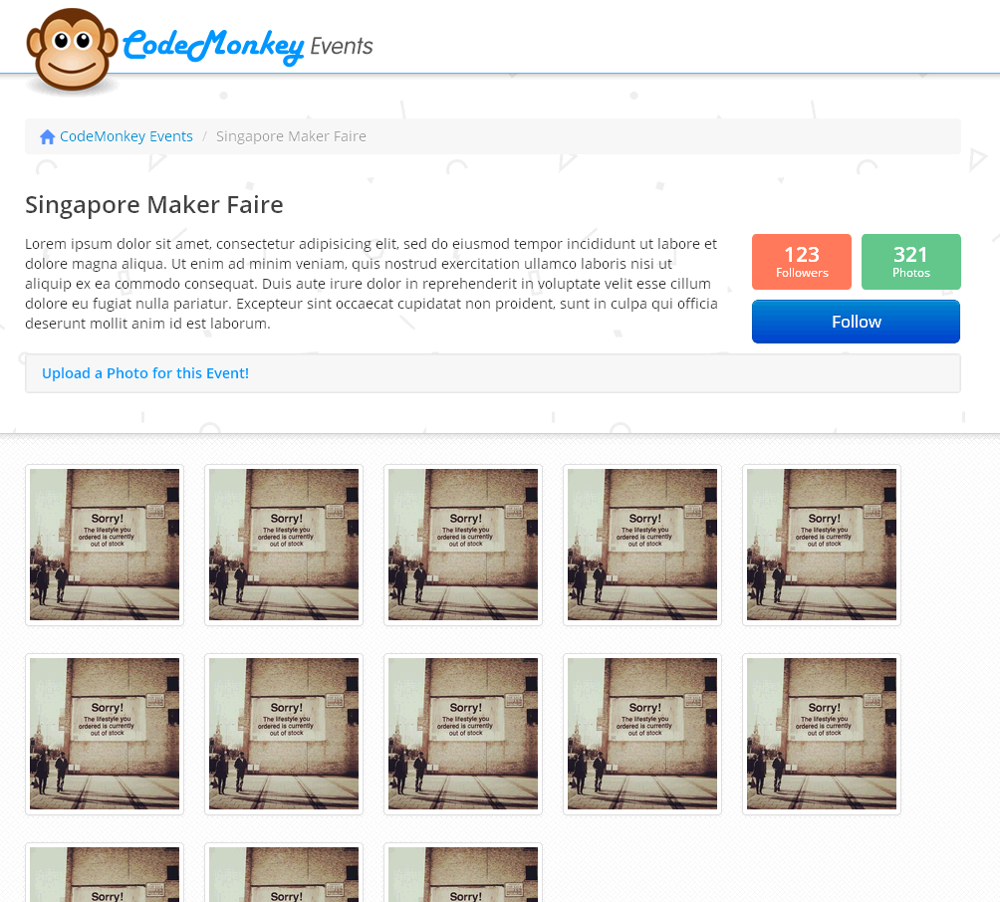 CodeMonkey Events
CodeMonkey Events / Singapore Maker Faire
Singapore Maker Faire
Lorem ipsum dolor sit amet, consectetur adipisicing elit, sed do eiusmod tempor incididunt ut labore et
dolore magna aliqua. Ut enim ad minim veniam, quis nostrud exercitation ullamco laboris nisi ut
aliquip ex ea commodo consequat. Duis aute irure dolor in reprehenderit in voluptate velit esse cillum
dolore eu fugiat nulla pariatur. Excepteur sint occaecat cupidatat non proident, sunt in culpa qui officia
deserunt mollit anim id est laborum.
123
Followers
321
Photos
Follow
Upload a Photo for this Event!
Sorry!
The lifestyle you
ordered is currently
out of stock
Sorry!
The lifestyle you
ordered is currently
out of stock
Sorry!
The lifestyle you
ordered is currently
out of stock
Sorry!
The lifestyle you
ordered is currently
out of stock
Sorry!
The lifestyle you
ordered is currently
out of stock
Sorry!
The lifestyle you
ordered is currently
out of stock
Sorry!
The lifestyle you
ordered is currently
out of stock
Sorry!
The lifestyle you
ordered is currently
out of stock
Sorry!
The lifestyle you
ordered is currently
out of stock
Sorry!
The lifestyle you
ordered is currently
out of stock
Sorry!
Sorry!
Sorry!